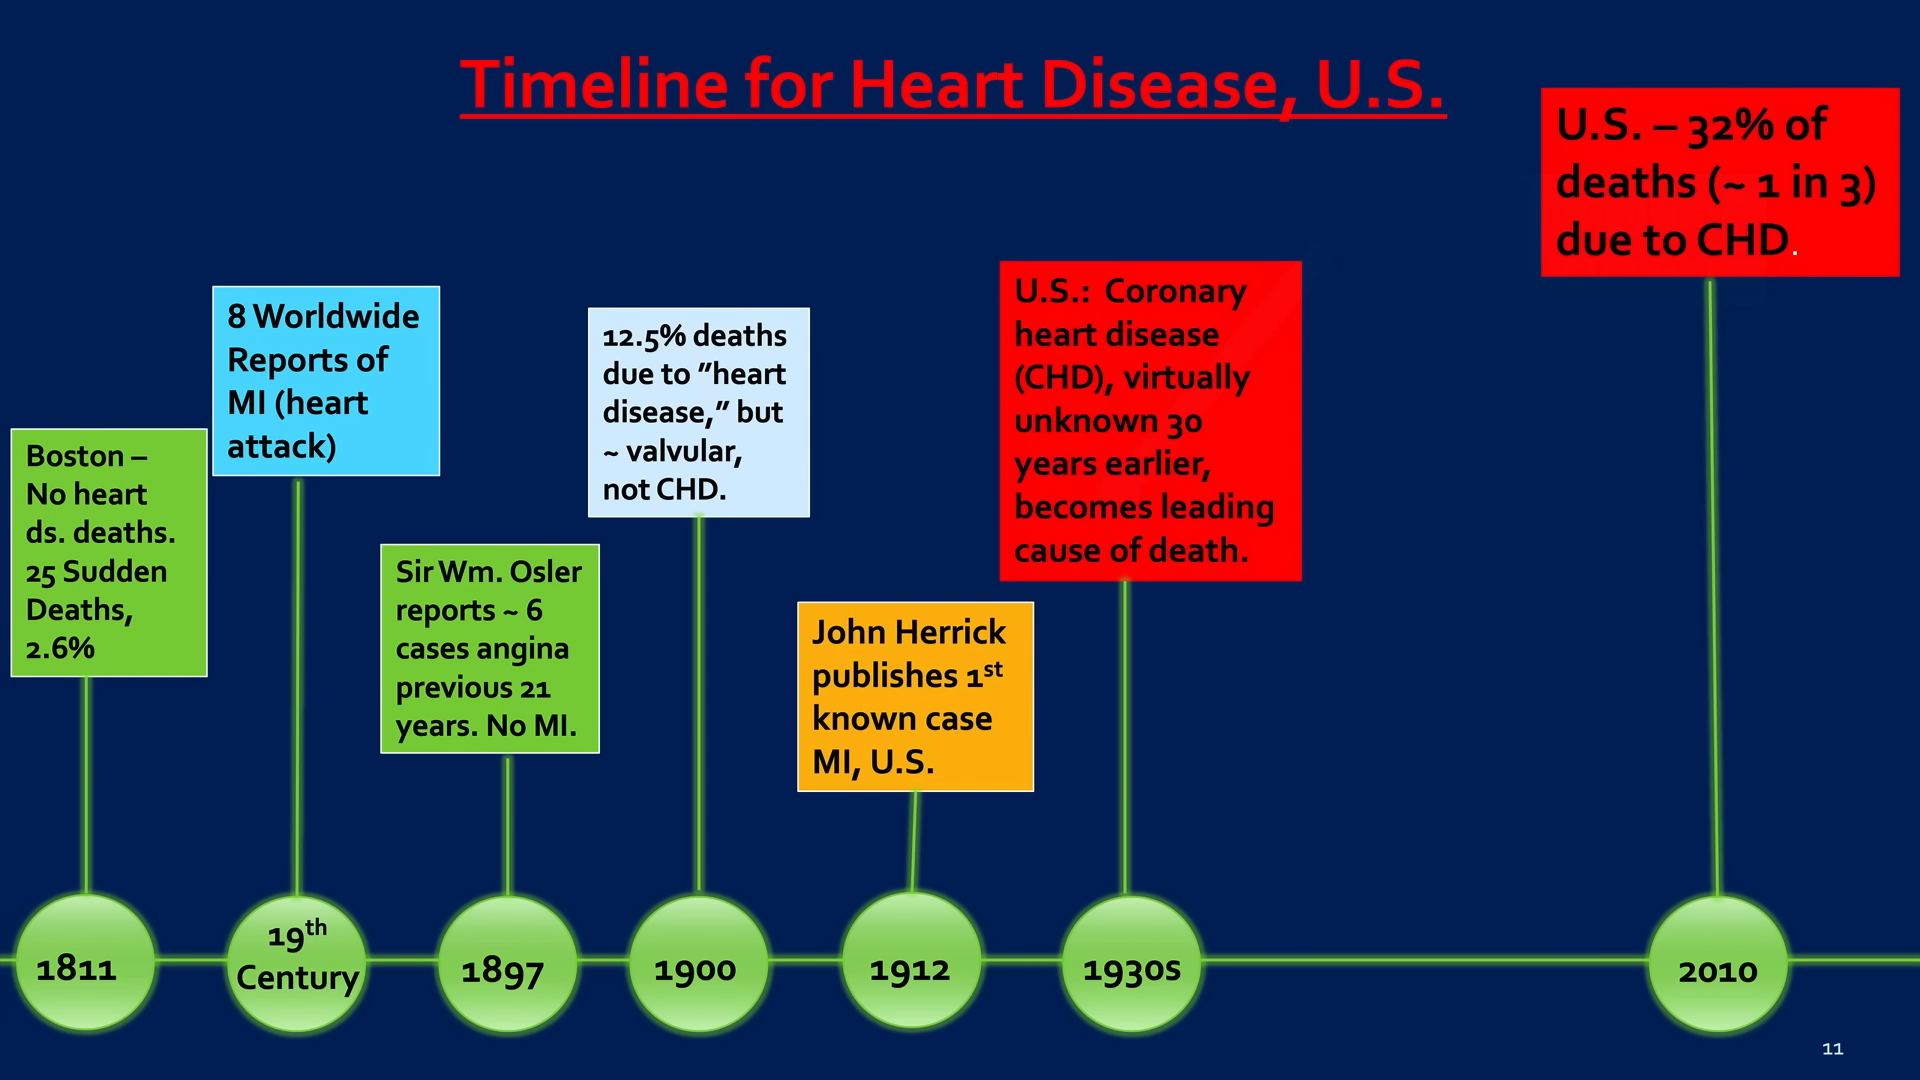 Timeline for Heart Disease, U.S.
Boston –
No heart
ds. deaths.
25 Sudden
Deaths,
2.6%
8 Worldwide
Reports of
MI (heart
attack)
Sir Wm. Osler
reports ~ 6
cases angina
previous 21
years. No MI.
12.5% deaths
due to ”heart
disease,” but
~ valvular,
not CHD.
John Herrick
publishes 1st
known case
MI, U.S.
U.S.: Coronary
heart disease
(CHD), virtually
unknown 30
years earlier,
becomes leading
cause of death.
U.S. – 32% of
deaths (~ 1 in 3)
due to CHD.
1811
19th
Century
1897
1900
1912
1930s
2010
11